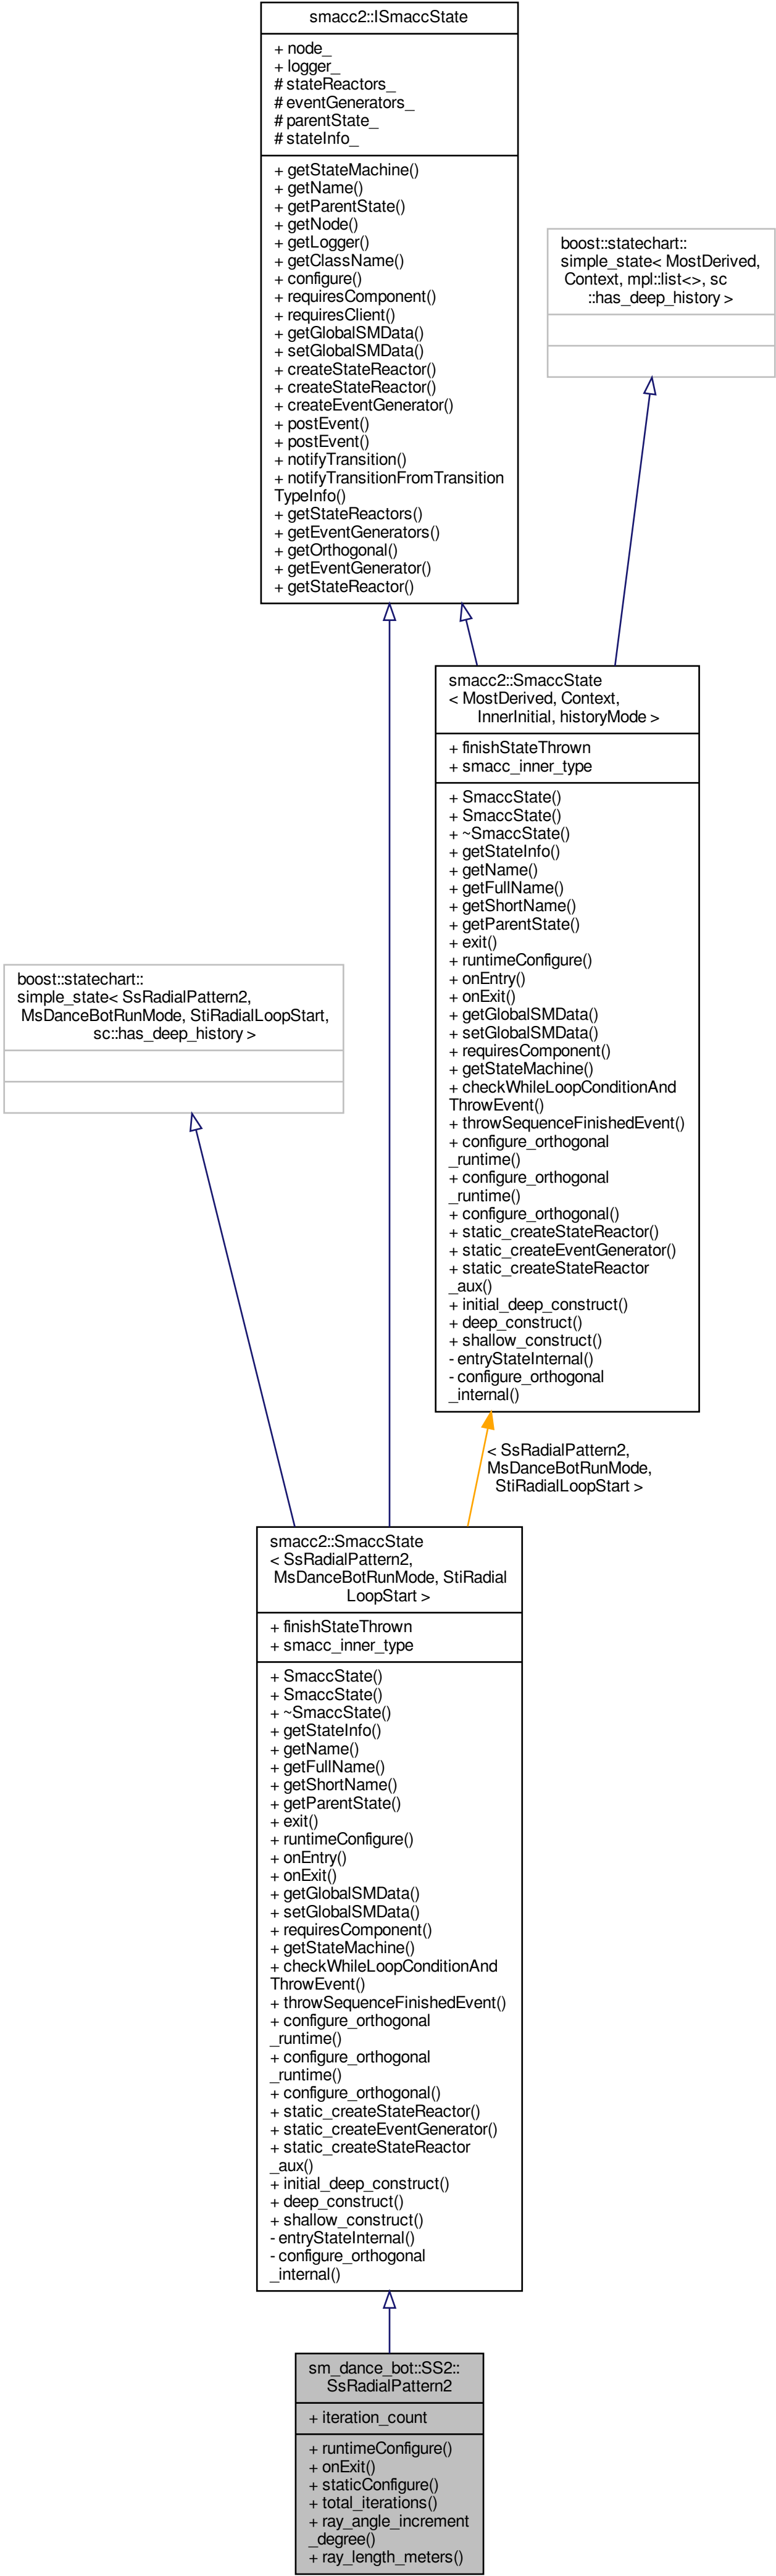 smacc2::ISmaccState
+ node_
+ logger_
# stateReactors_
# eventGenerators_
# parentState_
# stateInfo_
+ getStateMachine()
+ getName()
+ getParentState()
+ getNode()
+ getLogger()
+ getClassName()
+ configure()
+ requiresComponent()
+ requiresClient()
+ getGlobalSMData()
+ setGlobalSMData()
+ createStateReactor()
+ createStateReactor()
+ createEventGenerator()
+ postEvent()
+ postEvent()
+ notifyTransition()
+ notifyTransitionFromTransition
TypeInfo()
+ getStateReactors()
+ getEventGenerators()
+ getOrthogonal()
+ getEventGenerator()
+ getStateReactor()
boost::statechart::
simple_state< MostDerived,
Context, mpl::list<>, sc
::has_deep_history >
smacc2::SmaccState
< MostDerived, Context,
InnerInitial, historyMode >
+ finishStateThrown
+ smacc_inner_type
+ SmaccState()
+ SmaccState()
+ ~SmaccState()
+ getStateInfo()
+ getName()
+ getFullName()
+ getShortName()
+ getParentState()
+ exit()
+ runtimeConfigure()
+ onEntry()
+ onExit()
+ getGlobalSMData()
+ setGlobalSMData()
+ requiresComponent()
+ getStateMachine()
+ checkWhileLoopConditionAnd
ThrowEvent()
+ throwSequenceFinishedEvent()
+ configure_orthogonal
_runtime()
+ configure_orthogonal
_runtime()
+ configure_orthogonal()
+ static_createStateReactor()
+ static_createEventGenerator()
+ static_createStateReactor
_aux()
+ initial_deep_construct()
+ deep_construct()
+ shallow_construct()
- entryStateInternal()
- configure_orthogonal
_internal()
boost::statechart::
simple_state< SsRadialPattern2,
MsDanceBotRunMode, StiRadialLoopStart,
sc::has_deep_history >
< SsRadialPattern2,
MsDanceBotRunMode,
StiRadialLoopStart >
smacc2::SmaccState
< SsRadialPattern2,
MsDanceBotRunMode, StiRadial
LoopStart >
+ finishStateThrown
+ smacc_inner_type
+ SmaccState()
+ SmaccState()
+ ~SmaccState()
+ getStateInfo()
+ getName()
+ getFullName()
+ getShortName()
+ getParentState()
+ exit()
+ runtimeConfigure()
+ onEntry()
+ onExit()
+ getGlobalSMData()
+ setGlobalSMData()
+ requiresComponent()
+ getStateMachine()
+ checkWhileLoopConditionAnd
ThrowEvent()
+ throwSequenceFinishedEvent()
+ configure_orthogonal
_runtime()
+ configure_orthogonal
_runtime()
+ configure_orthogonal()
+ static_createStateReactor()
+ static_createEventGenerator()
+ static_createStateReactor
_aux()
+ initial_deep_construct()
+ deep_construct()
+ shallow_construct()
- entryStateInternal()
- configure_orthogonal
_internal()
sm_dance_bot::SS2::
SsRadialPattern2
+ iteration_count
+ runtimeConfigure()
+ onExit()
+ staticConfigure()
+ total_iterations()
+ ray_angle_increment
_degree()
+ ray_length_meters()